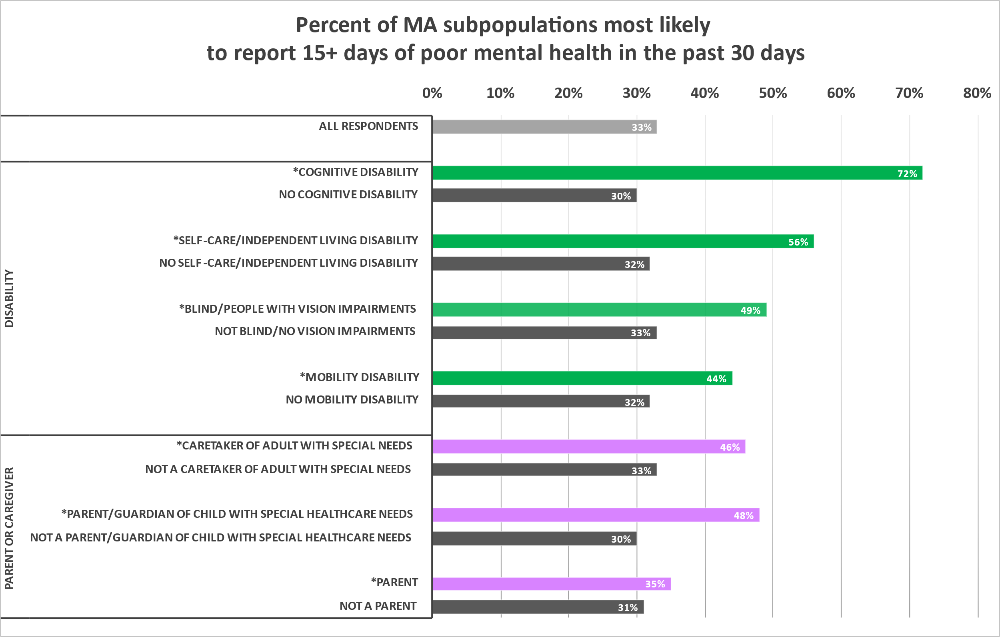 Percent of MA subpopulations most likely
to report 15+ days of poor mental health in the past 30 days
0% 10% 20% 30% 40% 50% 60% 70% 80%
ALL RESPONDENTS 33%
DISABILITY
*COGNITIVE DISABILITY 72%
NO COGNITIVE DISABILITY 30%
*SELF-CARE/INDEPENDENT LIVING DISABILITY 56%
NO SELF-CARE/INDEPENDENT LIVING DISABILITY 32%
*BLIND/PEOPLE WITH VISION IMPAIRMENTS 49%
NOT BLIND/NO VISION IMPAIRMENTS 33%
*MOBILITY DISABILITY 44%
NO MOBILITY DISABILITY 32%
PARENT OR CAREGIVER
*CARETAKER OF ADULT WITH SPECIAL NEEDS 46%
NOT A CARETAKER OF ADULT WITH SPECIAL NEEDS 33%
*PARENT/GUARDIAN OF CHILD WITH SPECIAL HEALTHCARE NEEDS 48%
NOT A PARENT/GUARDIAN OF CHILD WITH SPECIAL HEALTHCARE NEEDS 30%
*PARENT 35%
NOT A PARENT 31%